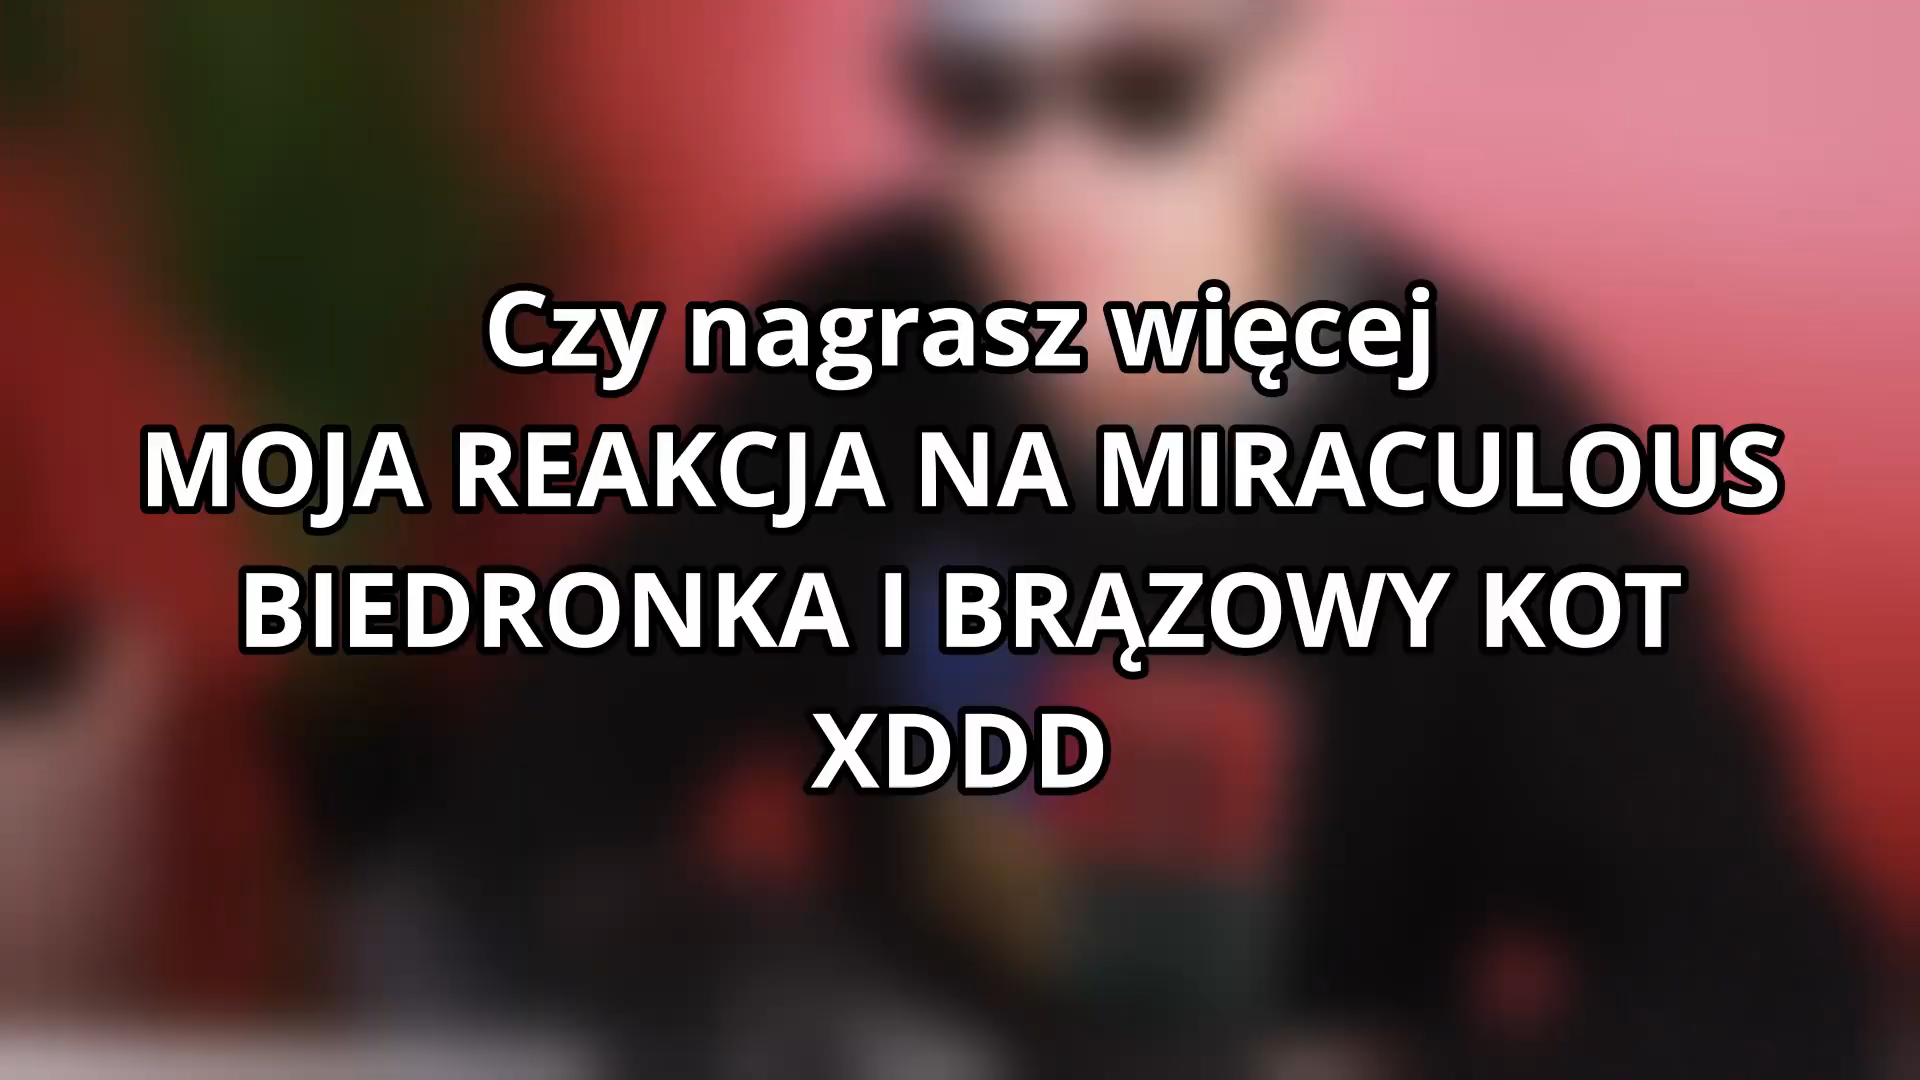 Czy nagrasz więcej
MOJA REAKCJA NA MIRACULOUS
BIEDRONKA I BRĄZOWY KOT
XDDD